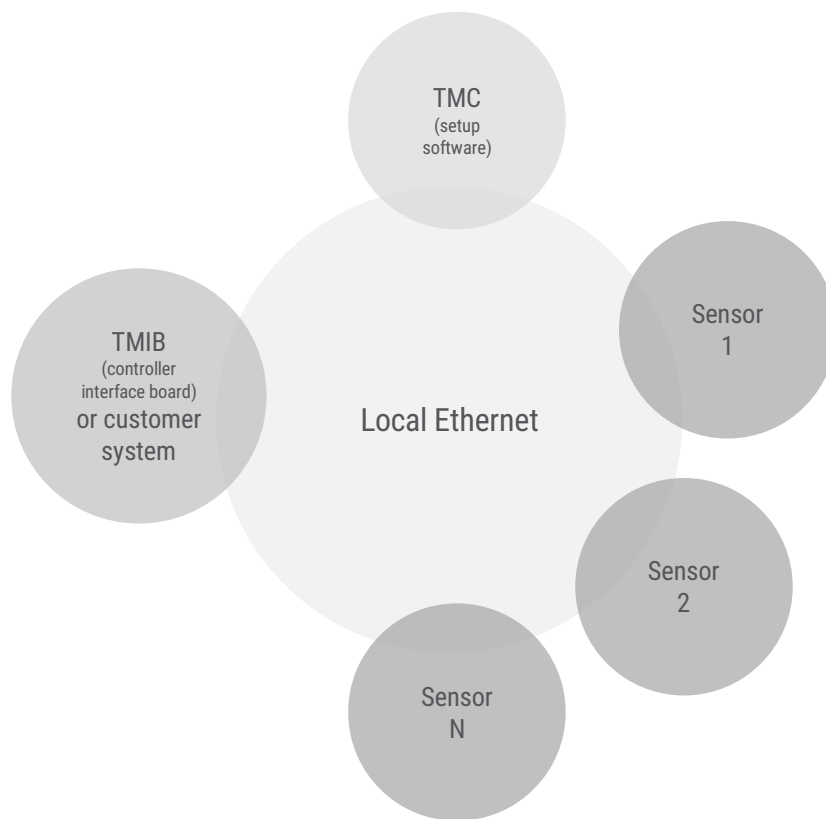 TMC
(setup
software)
Sensor
1
TMIB
(controller
interface board)
or customer
system
Local Ethernet
Sensor
2
Sensor
N